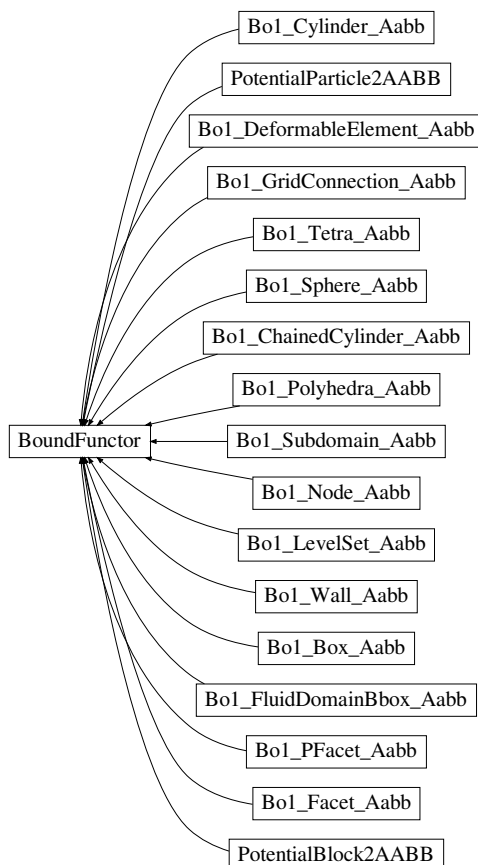 Bo1_Cylinder_Aabb
PotentialParticle2AABB
Bo1_DeformableElement_Aabb
Bo1_GridConnection_Aabb
Bo1_Tetra_Aabb
Bo1_Sphere_Aabb
Bo1_ChainedCylinder_Aabb
Bo1_Polyhedra_Aabb
BoundFunctor
Bo1_Subdomain_Aabb
Bo1_Node_Aabb
Bo1_LevelSet_Aabb
Bo1_Wall_Aabb
Bo1_Box_Aabb
Bo1_FluidDomainBbox_Aabb
Bo1_PFacet_Aabb
Bo1_Facet_Aabb
PotentialBlock2AABB